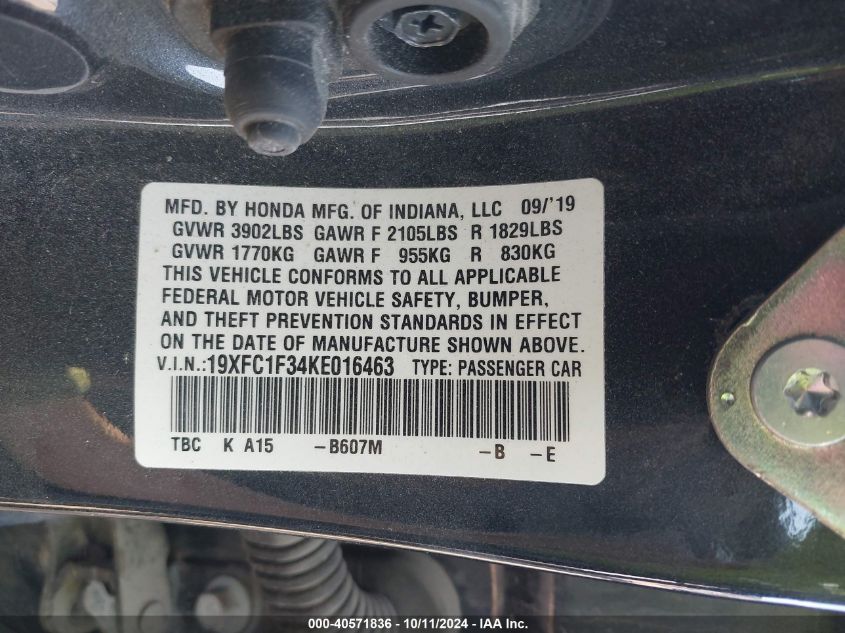 MFD. BY HONDA MFG. OF INDIANA, LLC 09/'19
GVWR 3902LBS GAWR F 2105LBS R 1829LBS
GVWR 1770KG GAWR F 955KG R 830KG
THIS VEHICLE CONFORMS TO ALL APPLICABLE
FEDERAL MOTOR VEHICLE SAFETY, BUMPER,
AND THEFT PREVENTION STANDARDS IN EFFECT
ON THE DATE OF MANUFACTURE SHOWN ABOVE.
V.I.N.:19XFC1F34KE016463 TYPE: PASSENGER CAR
TBC K A15 -B607M -B -E
000-40571836 - 10/11/2024 - IAA Inc.